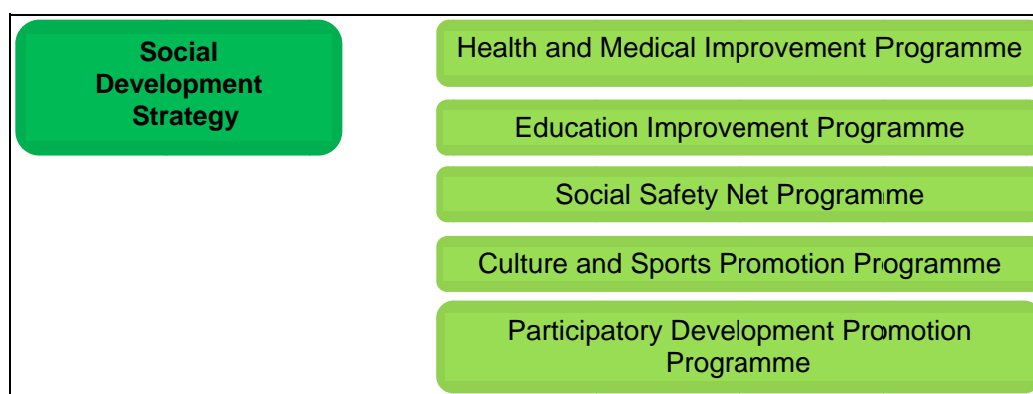 Social
Development
Strategy
Health and Medical Improvement Programme
Education Improvement Programme
Social Safety Net Programme
Culture and Sports Promotion Programme
Participatory Development Promotion
Programme